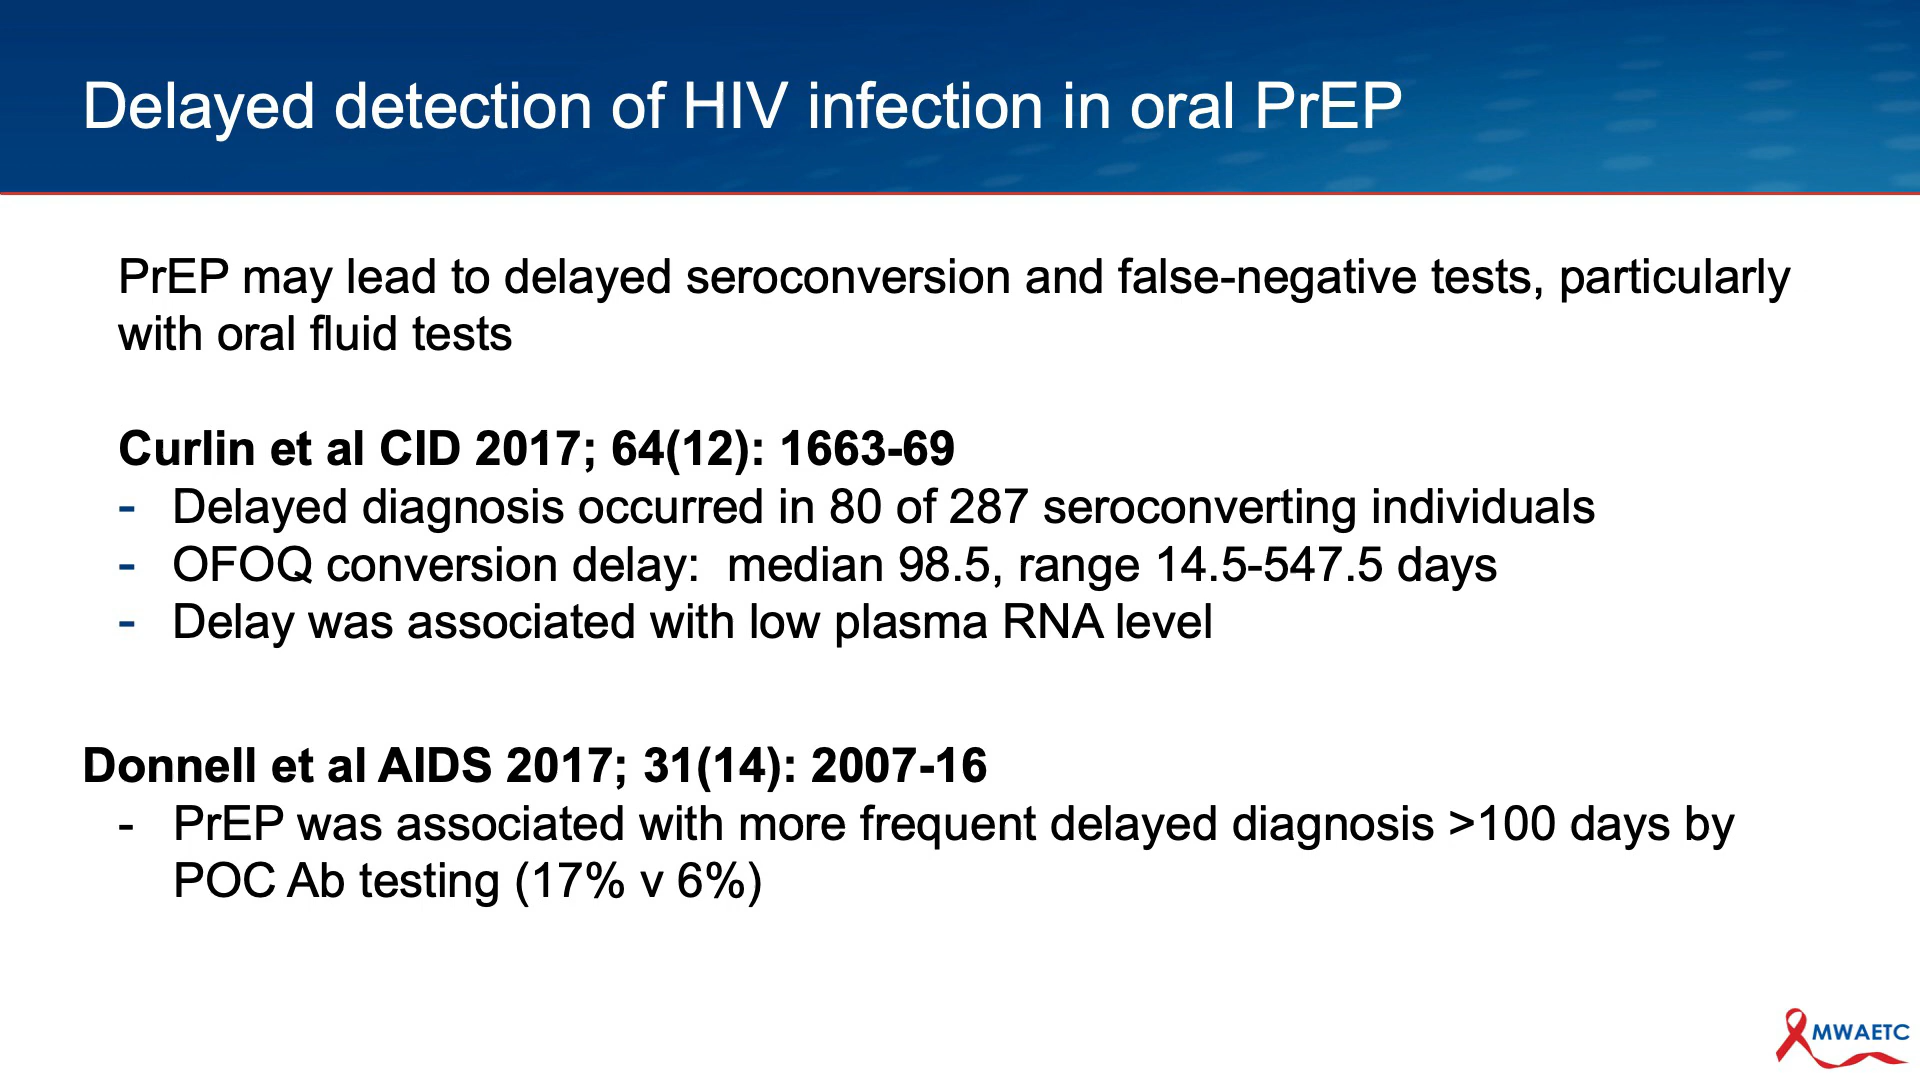 Delayed detection of HIV infection in oral PrEP
PrEP may lead to delayed seroconversion and false-negative tests, particularly
with oral fluid tests
Curlin et al CID 2017; 64(12): 1663-69
- Delayed diagnosis occurred in 80 of 287 seroconverting individuals
- OFOQ conversion delay: median 98.5, range 14.5-547.5 days
- Delay was associated with low plasma RNA level
Donnell et al AIDS 2017; 31(14): 2007-16
- PrEP was associated with more frequent delayed diagnosis >100 days by
POC Ab testing (17% v 6%)
MWAETC